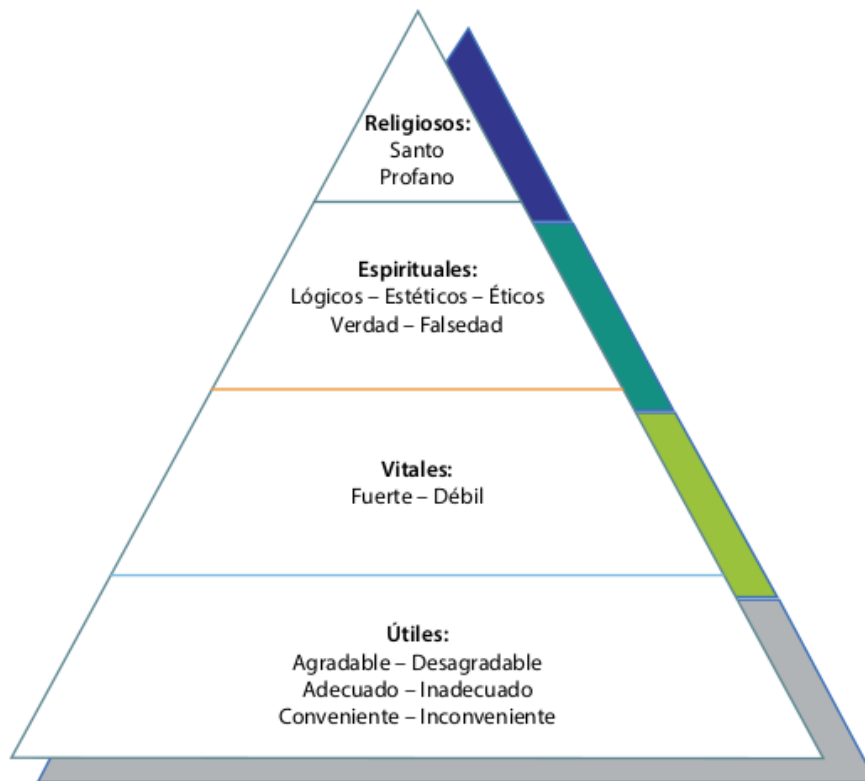 Religiosos:
Santo
Profano
Espirituales:
Lógicos – Estéticos – Éticos
Verdad – Falsedad
Vitales:
Fuerte – Débil
Útiles:
Agradable – Desagradable
Adecuado – Inadecuado
Conveniente – Inconveniente